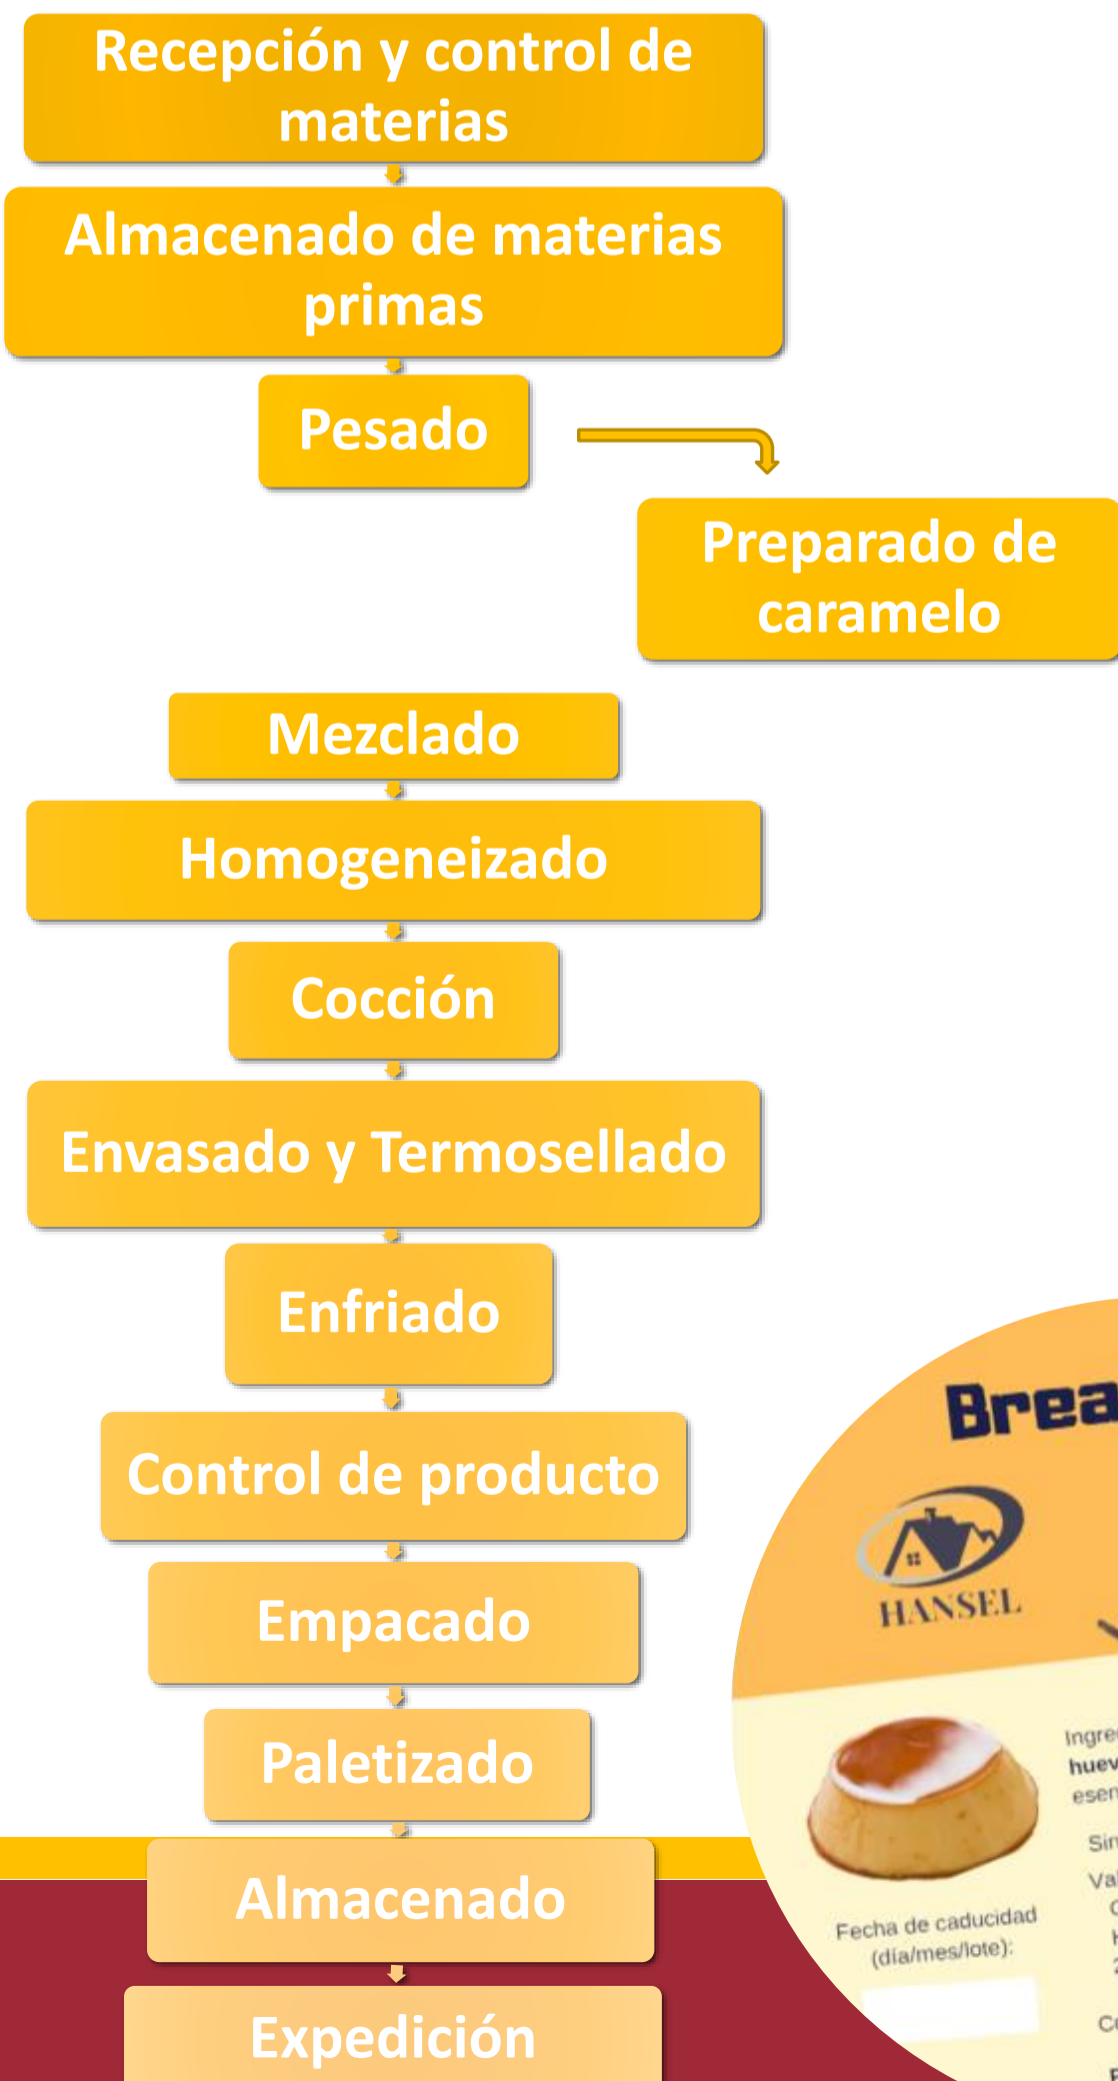 Recepción y control de
materias
Almacenado de materias
primas
Pesado
Preparado de
caramelo
Mezclado
Homogeneizado
Cocción
Envasado y Termosellado
Enfriado
Control de producto
Empacado
Paletizado
Almacenado
Expedición
HANSEL
Fecha de caducidad
(día/mes/lote):